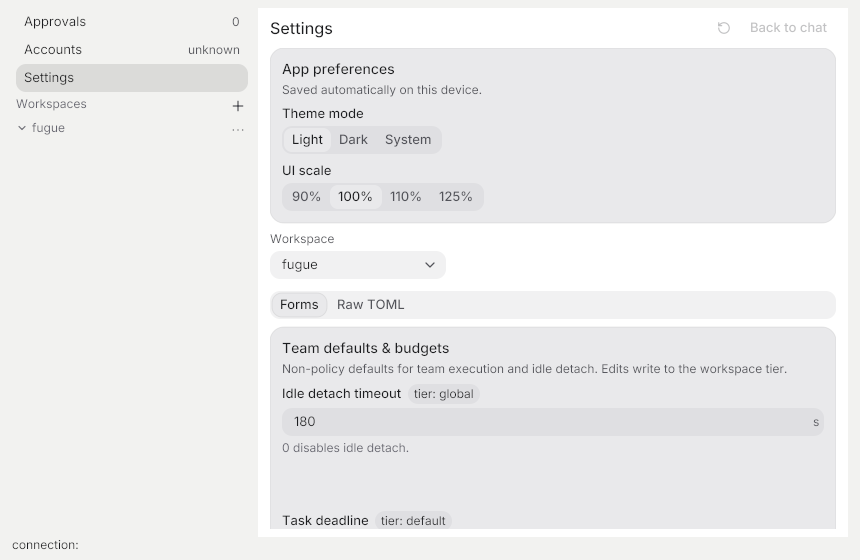 Approvals 0
Accounts unknown
Settings
Workspaces
fugue ...
connection:
Settings
Back to chat
App preferences
Saved automatically on this device.
Theme mode
Light Dark System
UI scale
90% 100% 110% 125%
Workspace
fugue
Forms Raw TOML
Team defaults & budgets
Non-policy defaults for team execution and idle detach. Edits write to the workspace tier.
Idle detach timeout tier: global
180 s
0 disables idle detach.
Task deadline tier: default